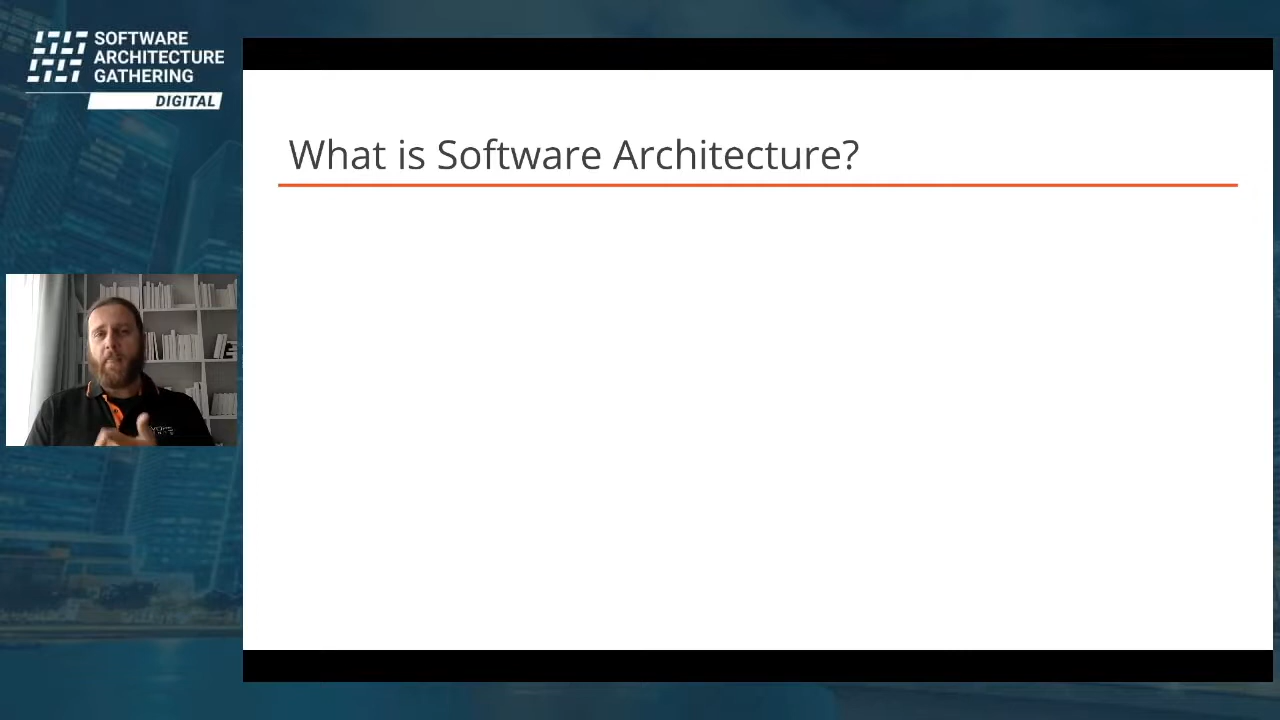 SOFTWARE
ARCHITECTURE
GATHERING
DIGITAL
What is Software Architecture?